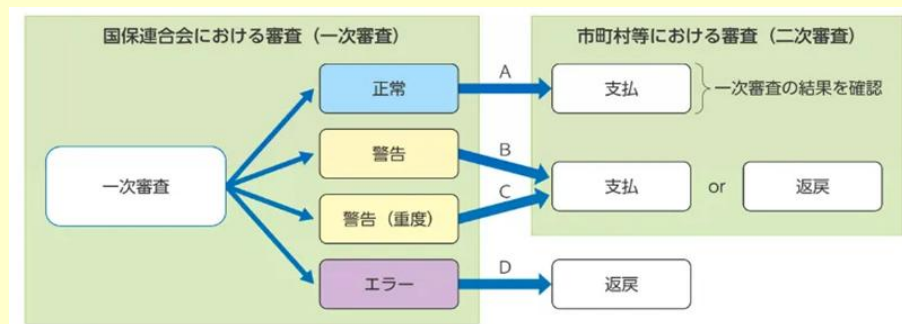 国保連合会における審査（一次審査）
市町村等における審査（二次審査）
一次審査
正常
A
支払
一次審査の結果を確認
警告
B
警告（重度）
C
支払
or
返戻
エラー
D
返戻